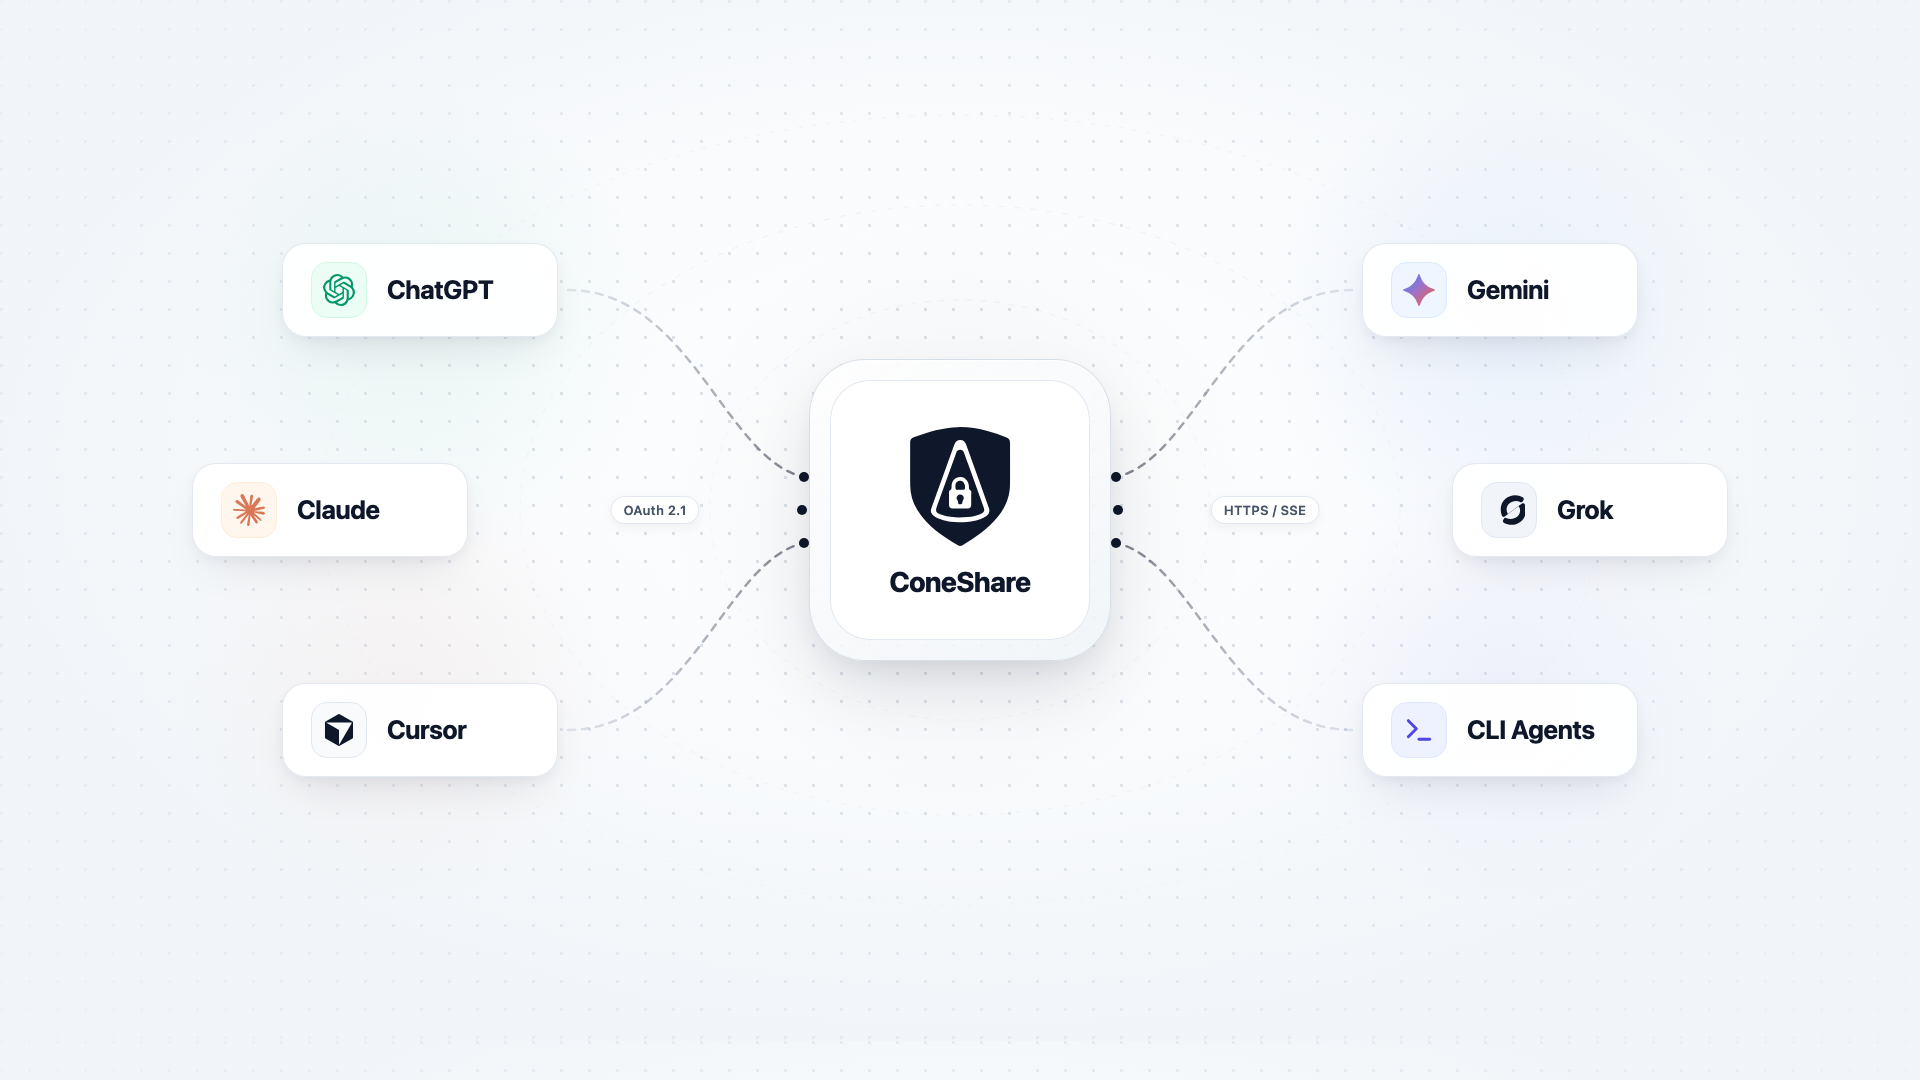 ChatGPT
Gemini
Claude
OAuth 2.1
HTTPS / SSE
Grok
ConeShare
Cursor
CLI Agents